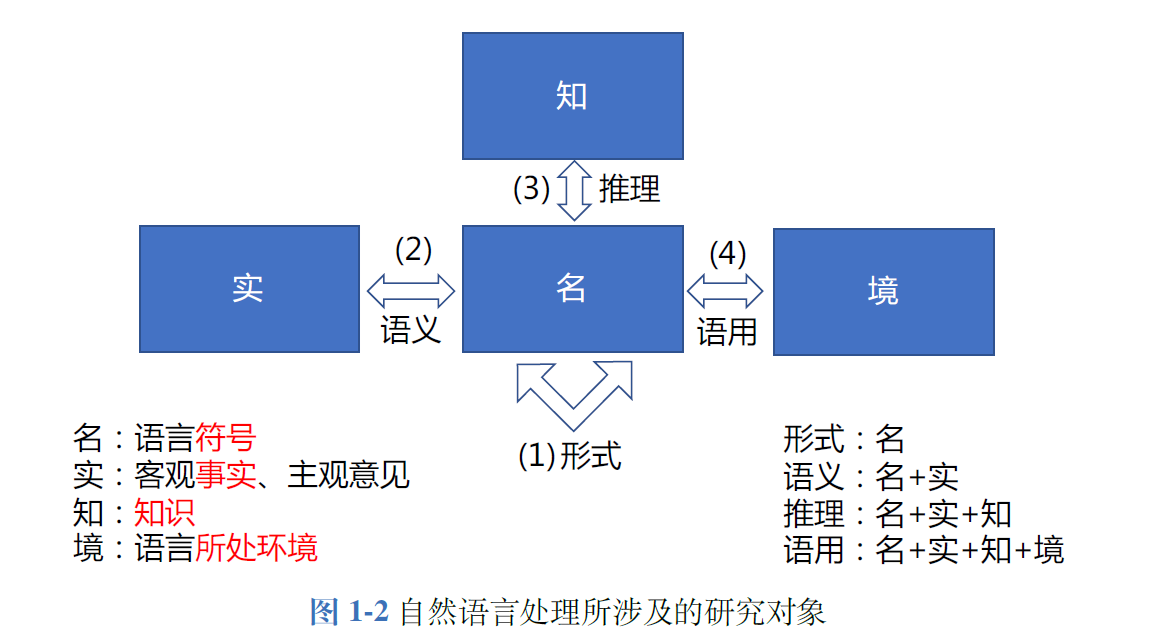 知
(3) 推理
实
(2)
语义
名
(4)
语用
境
(1)形式
名：语言符号
实：客观事实、主观意见
知：知识
境：语言所处环境
形式：名
语义：名+实
推理：名+实+知
语用：名+实+知+境
图 1-2 自然语言处理所涉及的研究对象